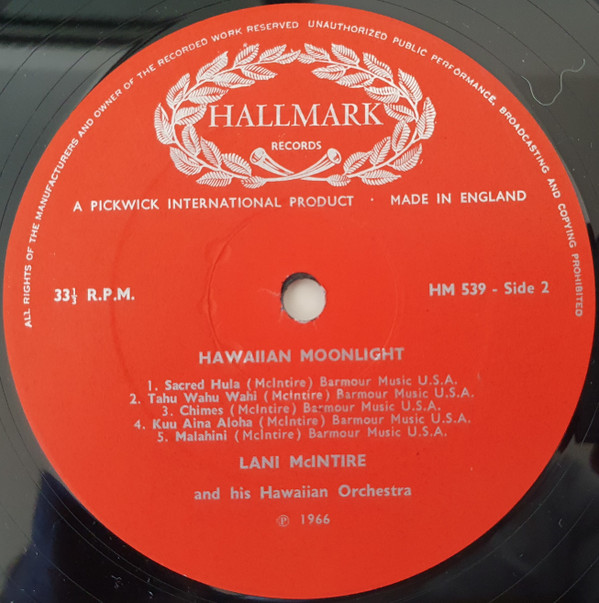 ALL RIGHTS OF THE MANUFACTURERS AND OWNER OF THE RECORDED WORK RESERVED UNAUTHORIZED PUBLIC PERFORMANCE, BROADCASTING AND COPYING PROHIBITED
HALLMARK
RECORDS
A PICKWICK INTERNATIONAL PRODUCT · MADE IN ENGLAND
33⅓ R.P.M.
HM 539 - Side 2
HAWAIIAN MOONLIGHT
1. Sacred Hula (McIntire) Barmour Music U.S.A.
2. Tahu Wahu Wahi (McIntire) Barmour Music U.S.A.
3. Chimes (McIntire) Barmour Music U.S.A.
4. Kuu Aina Aloha (McIntire) Barmour Music U.S.A.
5. Malahini (McIntire) Barmour Music U.S.A.
LANI McINTIRE
and his Hawaiian Orchestra
℗ 1966